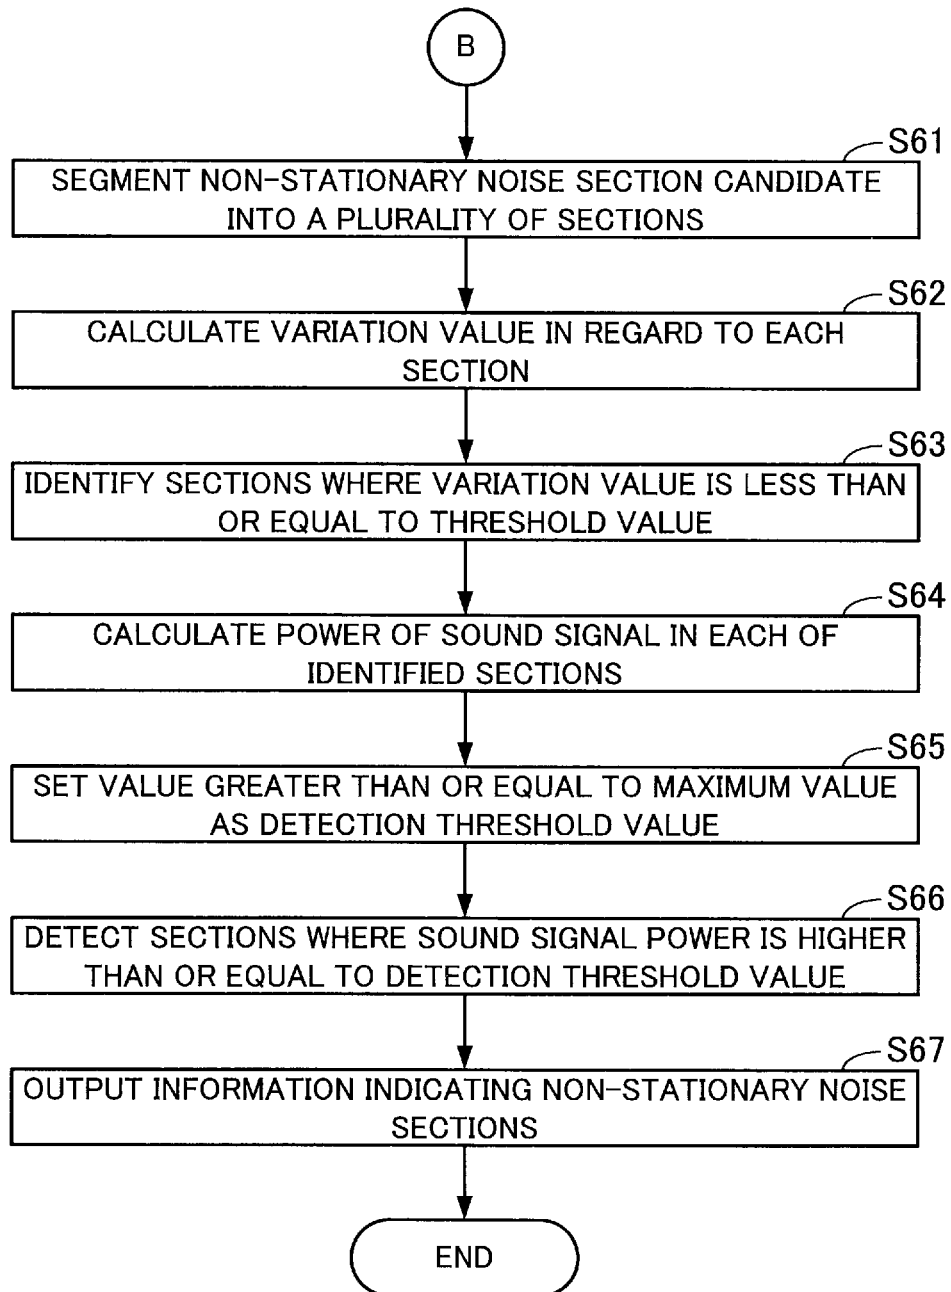 B
S61
SEGMENT NON-STATIONARY NOISE SECTION CANDIDATE
INTO A PLURALITY OF SECTIONS
S62
CALCULATE VARIATION VALUE IN REGARD TO EACH
SECTION
S63
IDENTIFY SECTIONS WHERE VARIATION VALUE IS LESS THAN
OR EQUAL TO THRESHOLD VALUE
S64
CALCULATE POWER OF SOUND SIGNAL IN EACH OF
IDENTIFIED SECTIONS
S65
SET VALUE GREATER THAN OR EQUAL TO MAXIMUM VALUE
AS DETECTION THRESHOLD VALUE
S66
DETECT SECTIONS WHERE SOUND SIGNAL POWER IS HIGHER
THAN OR EQUAL TO DETECTION THRESHOLD VALUE
S67
OUTPUT INFORMATION INDICATING NON-STATIONARY NOISE
SECTIONS
END